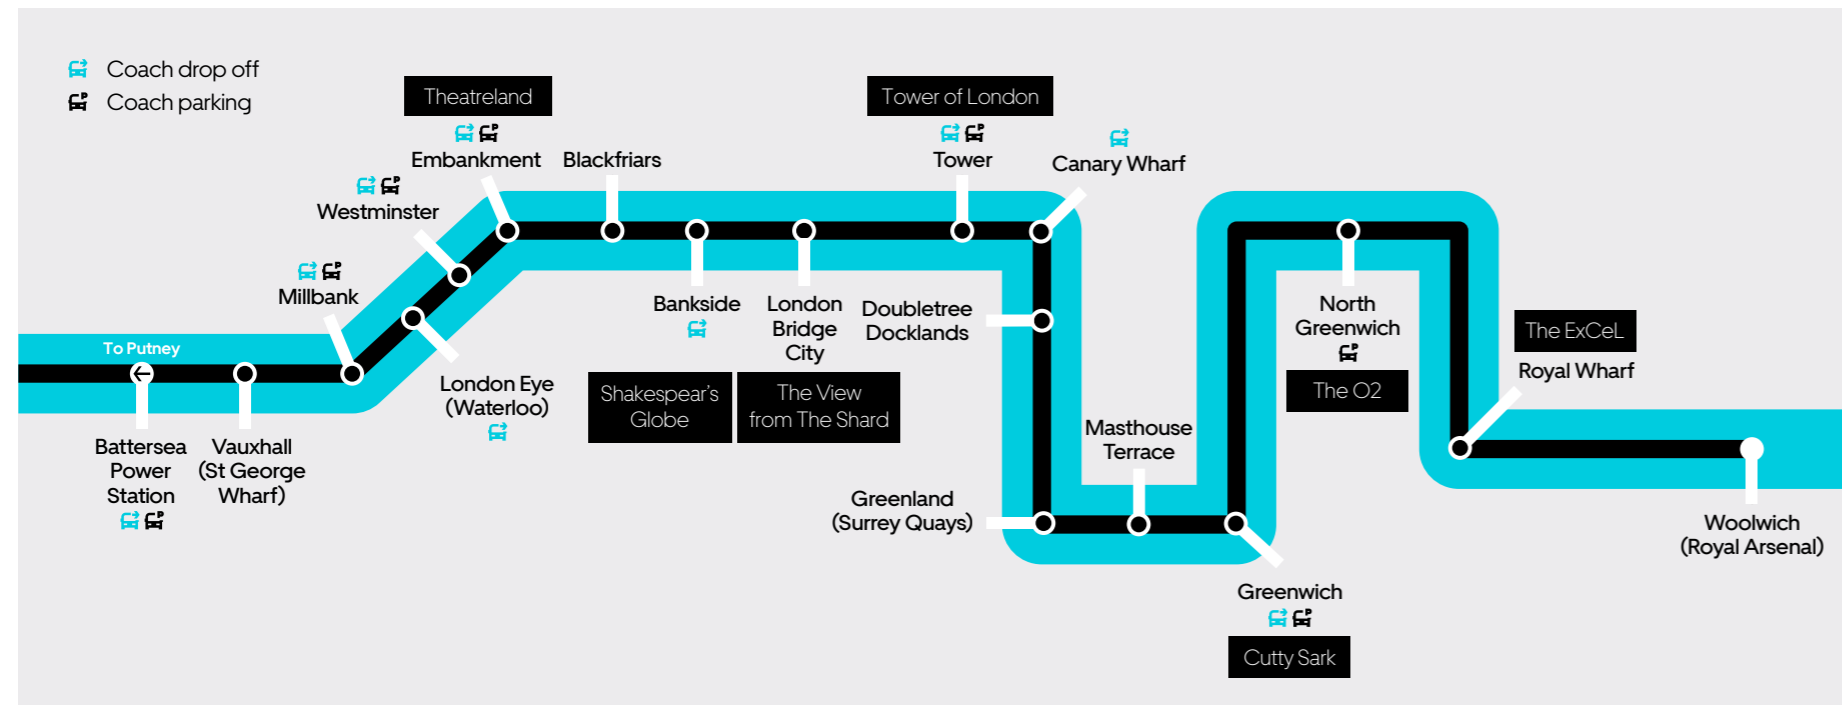 Coach drop off
Coach parking
Theatreland
Embankment
Blackfriars
Tower of London
Tower
Canary Wharf
Westminster
Millbank
To Putney
Battersea
Power
Station
Vauxhall
(St George
Wharf)
London Eye
(Waterloo)
Bankside
Shakespear's
Globe
London
Bridge
City
The View
from The Shard
Doubletree
Docklands
Greenland
(Surrey Quays)
Masthouse
Terrace
Greenwich
Cutty Sark
North
Greenwich
The O2
The ExCeL
Royal Wharf
Woolwich
(Royal Arsenal)